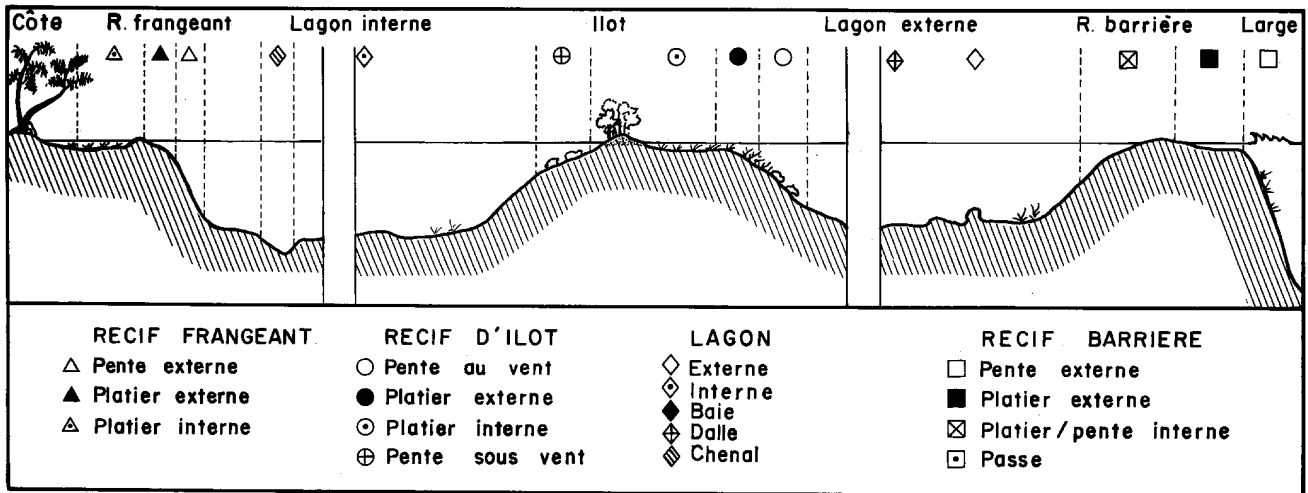 Côte R. frangeant Lagon interne Ilot Lagon externe R. barrière Large
RECIF FRANGEANT
Pente externe
Platier externe
Platier interne
RECIF D'ILOT
Pente au vent
Platier externe
Platier interne
Pente sous vent
LAGON
Externe
Interne
Baie
Dalle
Chenal
RECIF BARRIERE
Pente externe
Platier externe
Platier/pente interne
Passe